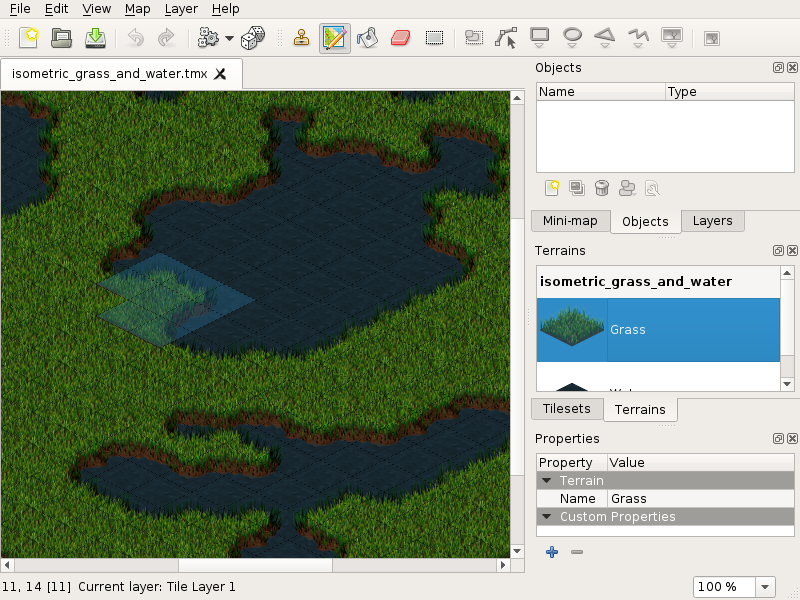 File Edit View Map Layer Help
isometric_grass_and_water.tmx
Objects
Name Type
Mini-map Objects Layers
Terrains
isometric_grass_and_water
Grass
Tilesets Terrains
Properties
Property Value
Terrain
Name Grass
Custom Properties
11, 14 [11] Current layer: Tile Layer 1
100 %